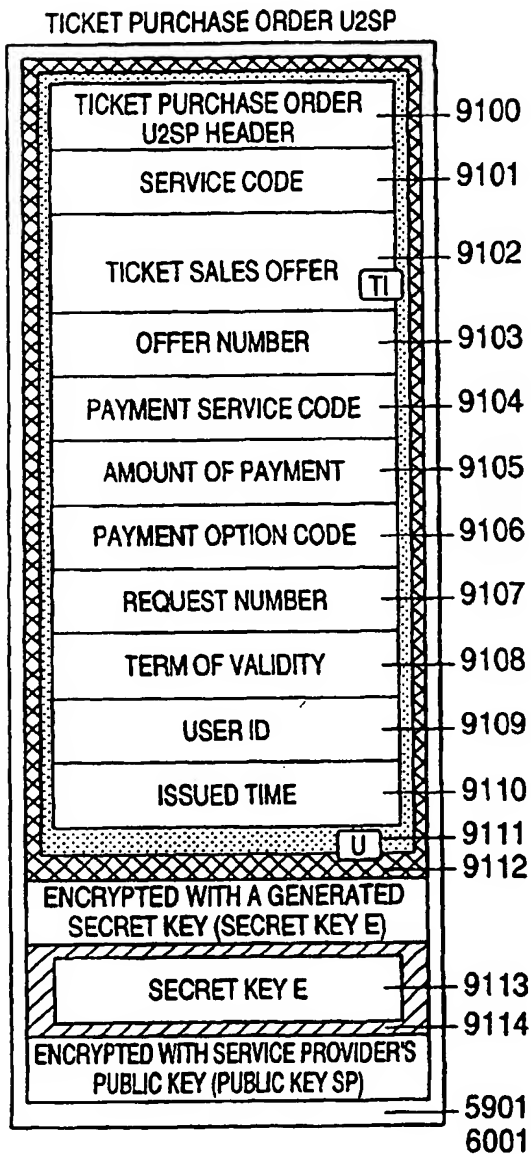 TICKET PURCHASE ORDER U2SP
TICKET PURCHASE ORDER
U2SP HEADER
9100
SERVICE CODE
9101
TICKET SALES OFFER
9102
TI
OFFER NUMBER
9103
PAYMENT SERVICE CODE
9104
AMOUNT OF PAYMENT
9105
PAYMENT OPTION CODE
9106
REQUEST NUMBER
9107
TERM OF VALIDITY
9108
USER ID
9109
ISSUED TIME
9110
U
9111
9112
ENCRYPTED WITH A GENERATED
SECRET KEY (SECRET KEY E)
SECRET KEY E
9113
9114
ENCRYPTED WITH SERVICE PROVIDER'S
PUBLIC KEY (PUBLIC KEY SP)
5901
6001